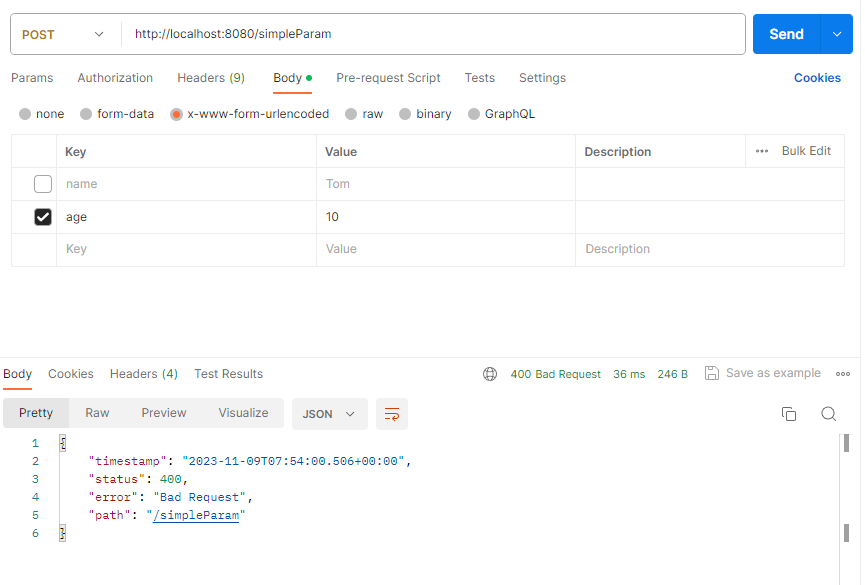 POST http://localhost:8080/simpleParam Send
Params Authorization Headers (9) Body Pre-request Script Tests Settings Cookies
none form-data x-www-form-urlencoded raw binary GraphQL
Key Value Description Bulk Edit
name Tom
age 10
Key Value Description
Body Cookies Headers (4) Test Results 400 Bad Request 36 ms 246 B Save as example
Pretty Raw Preview Visualize JSON
1 {
2 "timestamp": "2023-11-09T07:54:00.506+00:00",
3 "status": 400,
4 "error": "Bad Request",
5 "path": "/simpleParam"
6 }